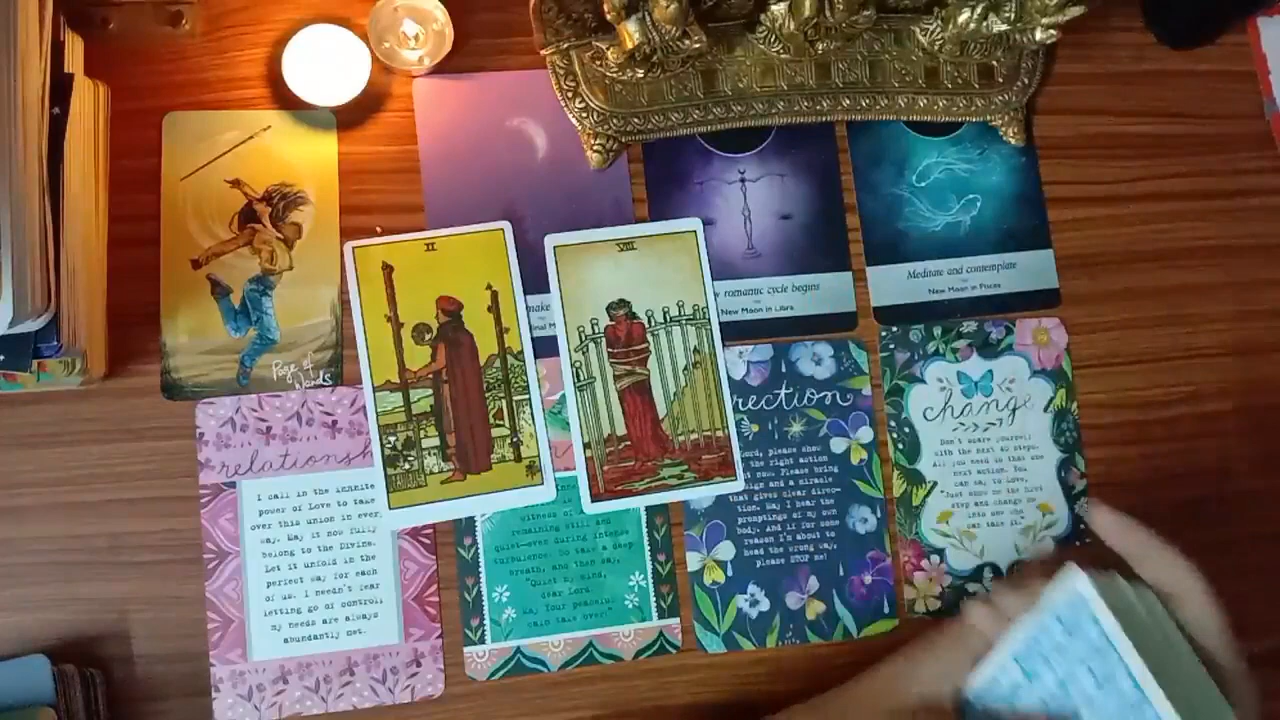 Page of
Wands
II
VIII
make
romantic cycle begins
New Moon in Libra
Meditate and contemplate
New Moon in Pisces
relationsh
I call in the infinite
power of Love to take
over this union in every
way. May it now fully
belong to the Divine.
Let it unfold in the
perfect way for each
of us. I needn't fear
letting go of control
my needs are always
abundantly met.
witness of
remaining still and
quiet—even during intense
turbulence. So take a deep
breath, and then say,
"Quiet my mind,
dear Lord.
May Your peaceful
calm take over!"
rection
Lord, please show
the right action
right now. Please bring
sign and a miracle
that gives clear direc-
tion. May I hear the
promptings of my own
body. And if for some
reason I'm about to
head the wrong way,
please STOP me!
change
Don't scare yourself
with the next 40 steps.
All you need is that one
next action. You
can say to Love,
"Just show me the first
step and change me
into one who
can take it."